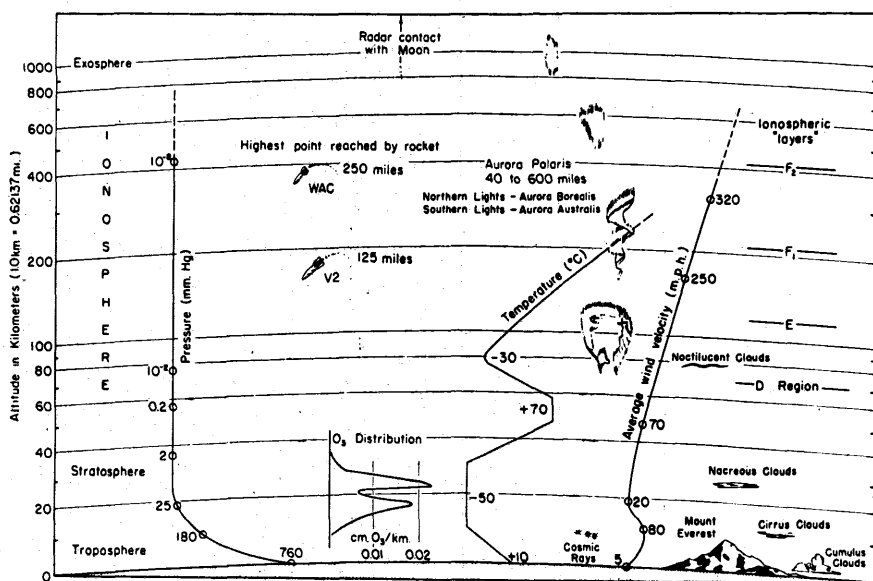 Radar contact
with Moon
Exosphere
1000
800
600
400
200
100
80
60
40
20
0
Altitude in Kilometers (1.0km = 0.62137mi.)
IONOSPHERE
Stratosphere
Troposphere
Pressure (mm. Hg)
10⁻²
0.2
2
25
180
760
Highest point reached by rocket
250 miles
WAC
125 miles
V2
O₃ Distribution
cm. O₃/km.
0.01
0.02
Aurora Polaris
40 to 600 miles
Northern Lights - Aurora Borealis
Southern Lights - Aurora Australis
Temperature (°C)
-30
+70
-50
+10
Cosmic
Rays
Average wind velocity (m.p.h.)
320
250
70
20
80
5
Ionospheric
"layers"
F₂
F₁
E
Noctilucent Clouds
D Region
Nacreous Clouds
Mount
Everest
Cirrus Clouds
Cumulus
Clouds